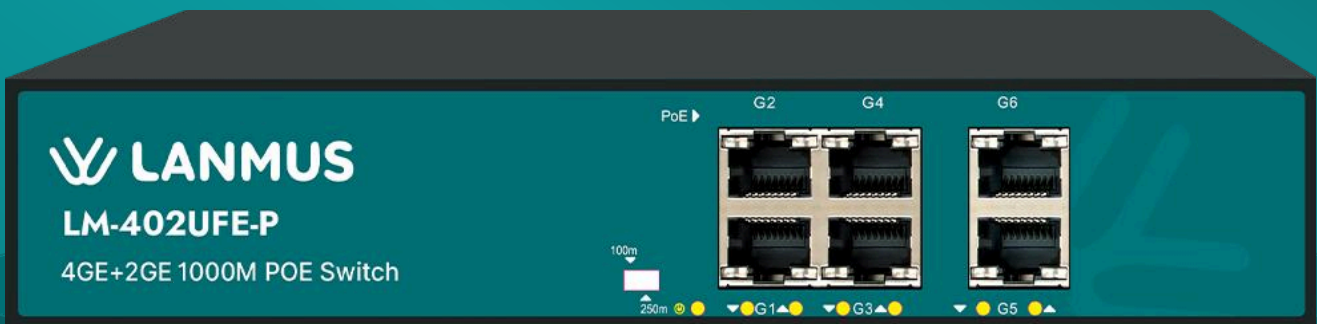 LANMUS
LM-402UFE-P
4GE+2GE 1000M POE Switch
PoE
G2
G4
G6
100m
250m
G1
G3
G5